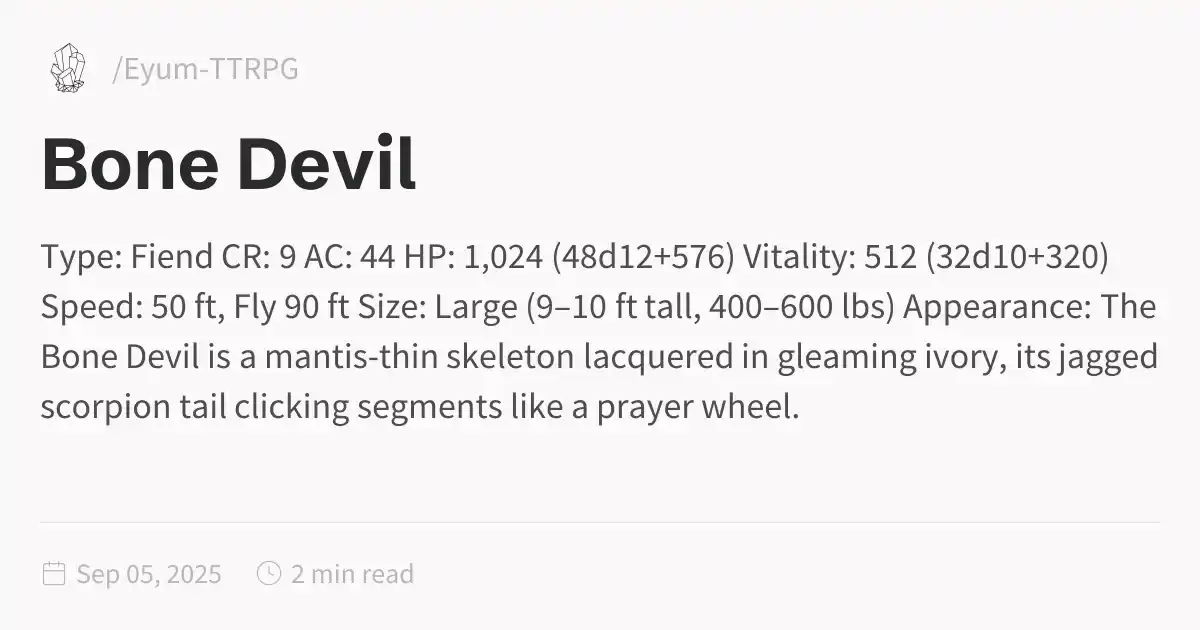 /Eyum-TTRPG
Bone Devil
Type: Fiend CR: 9 AC: 44 HP: 1,024 (48d12+576) Vitality: 512 (32d10+320)
Speed: 50 ft, Fly 90 ft Size: Large (9–10 ft tall, 400–600 lbs) Appearance: The
Bone Devil is a mantis-thin skeleton lacquered in gleaming ivory, its jagged
scorpion tail clicking segments like a prayer wheel.
Sep 05, 2025 2 min read